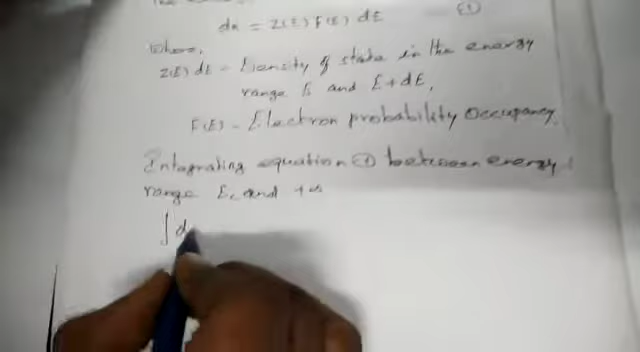 dn = Z(E) F(E) dE ①
Where,
Z(E) dE - Density of state in the energy
range E and E+dE,
F(E) - Electron probability Occupancy.
Integrating equation ① between energy
range Ec and +∞
∫ d